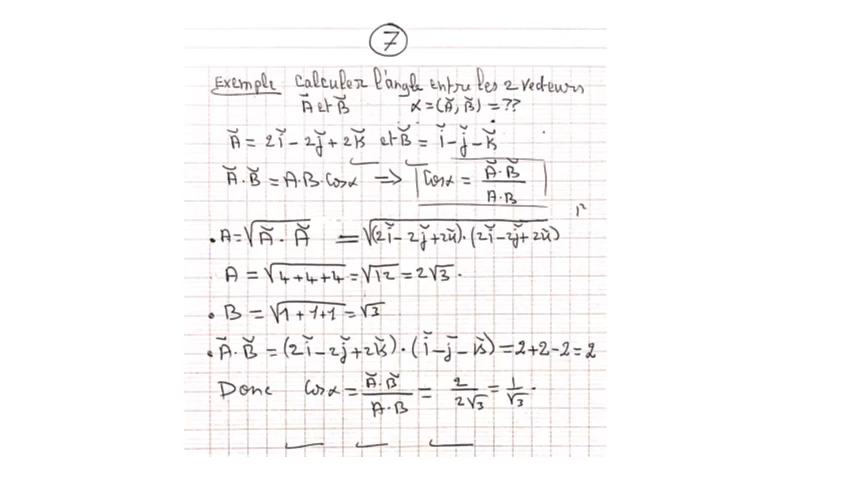 7
Exemple Calculer l'angle entre les 2 vecteurs
A⃗ et B⃗ α = (A⃗, B⃗) = ??
A⃗ = 2i⃗ - 2j⃗ + 2k⃗ et B⃗ = i⃗ - j⃗ - k⃗
A⃗ · B⃗ = A·B·Cosα ⟹ Cosα = A⃗·B⃗ / A·B
• A = √(A⃗ · A⃗) = √((2i⃗ - 2j⃗ + 2k⃗)·(2i⃗ - 2j⃗ + 2k⃗))
A = √(4+4+4) = √12 = 2√3.
• B = √(1+1+1) = √3
• A⃗·B⃗ = (2i⃗ - 2j⃗ + 2k⃗)·(i⃗ - j⃗ - k⃗) = 2+2-2 = 2
Donc Cosα = A⃗·B⃗ / A·B = 2 / 2√3 = 1/√3.